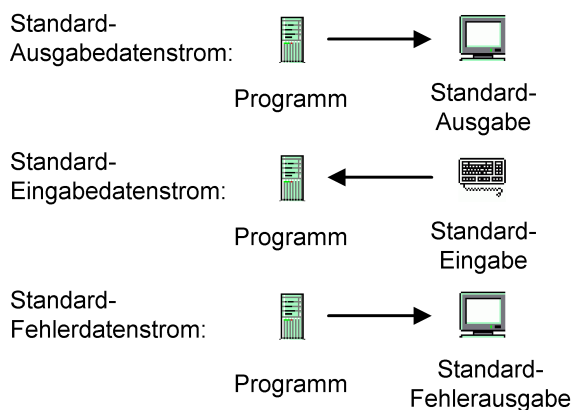 Standard-
Ausgabedatenstrom:
Programm
Standard-
Ausgabe
Standard-
Eingabedatenstrom:
Programm
Standard-
Eingabe
Standard-
Fehlerdatenstrom:
Programm
Standard-
Fehlerausgabe